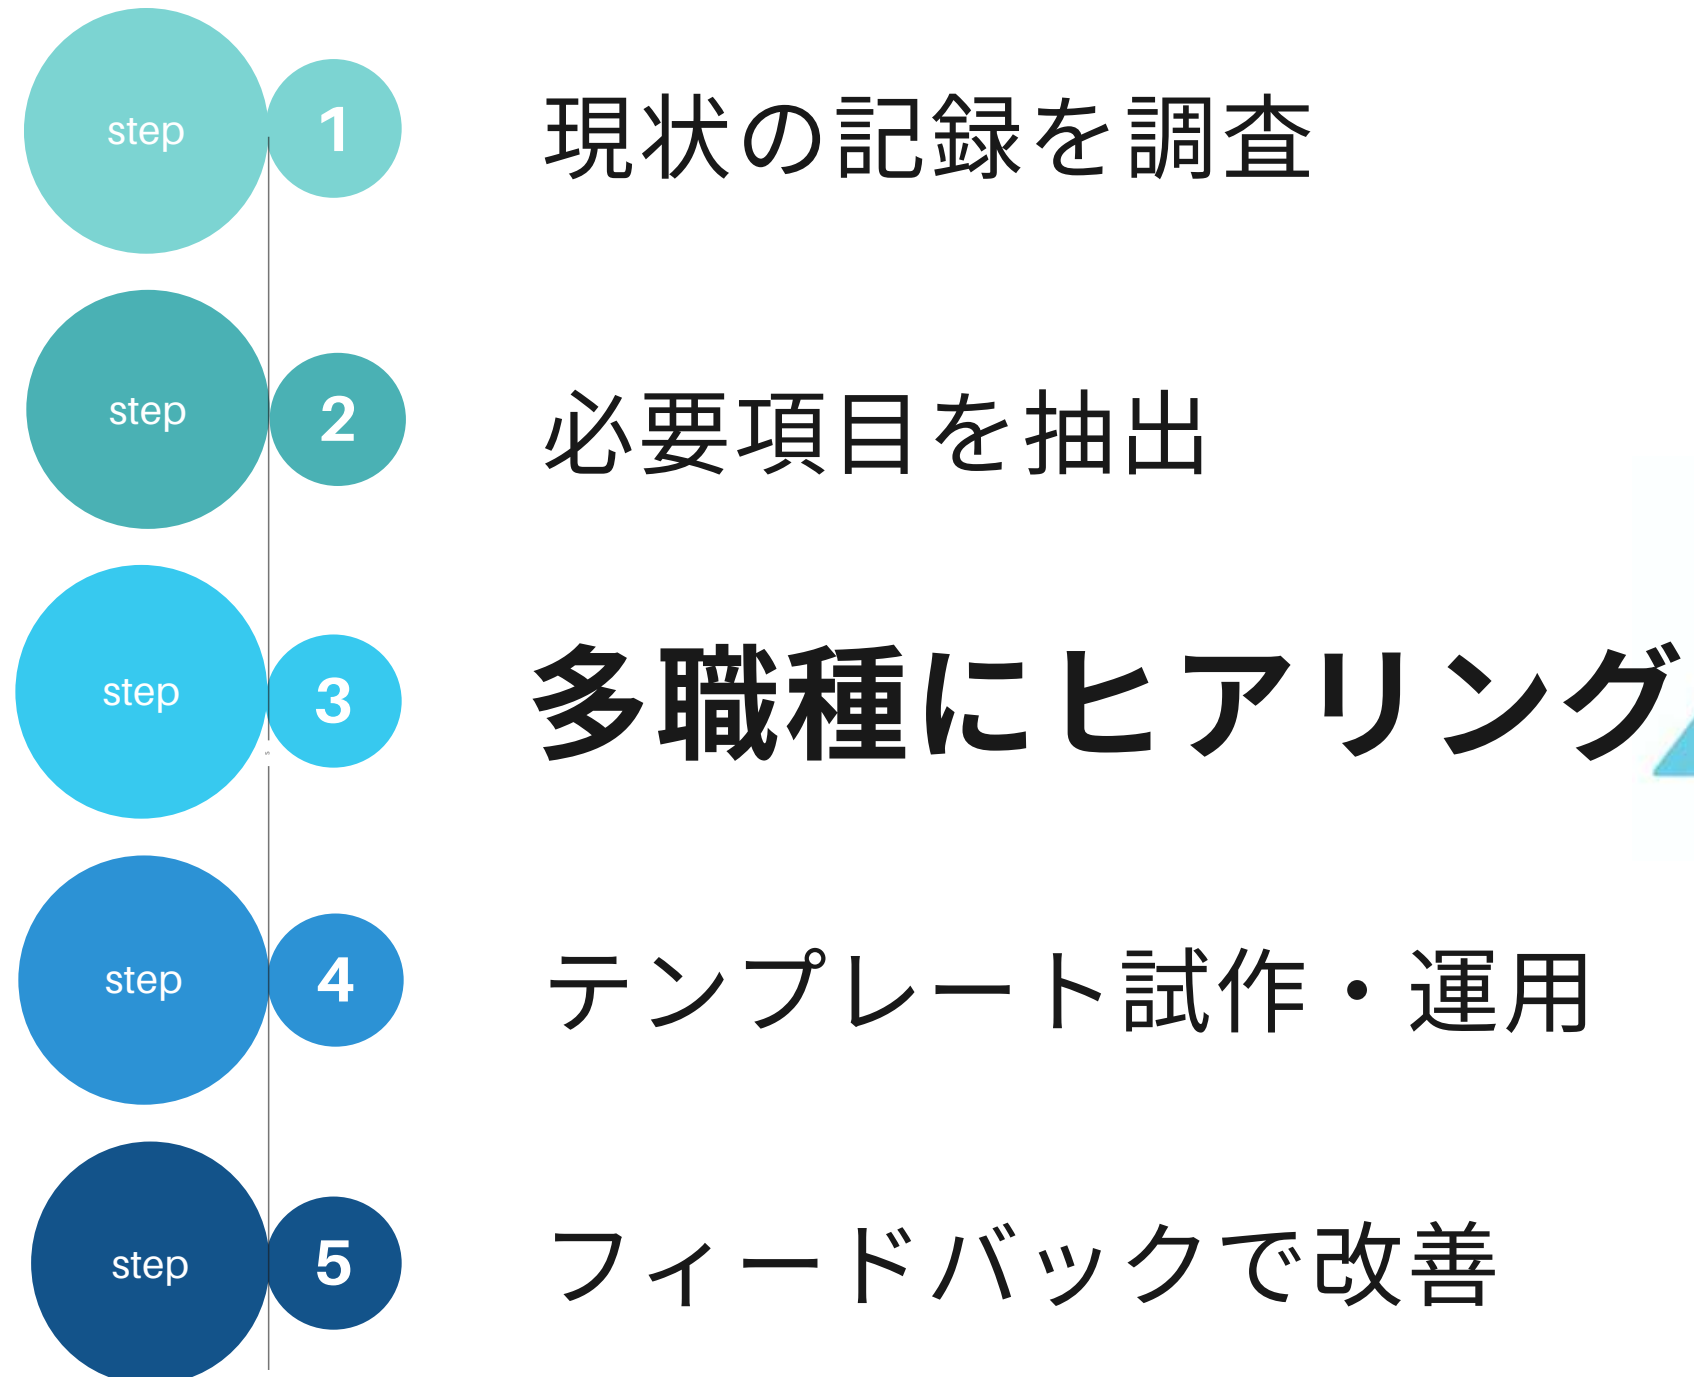 step 1 現状の記録を調査
step 2 必要項目を抽出
step 3 多職種にヒアリング
step 4 テンプレート試作・運用
step 5 フィードバックで改善